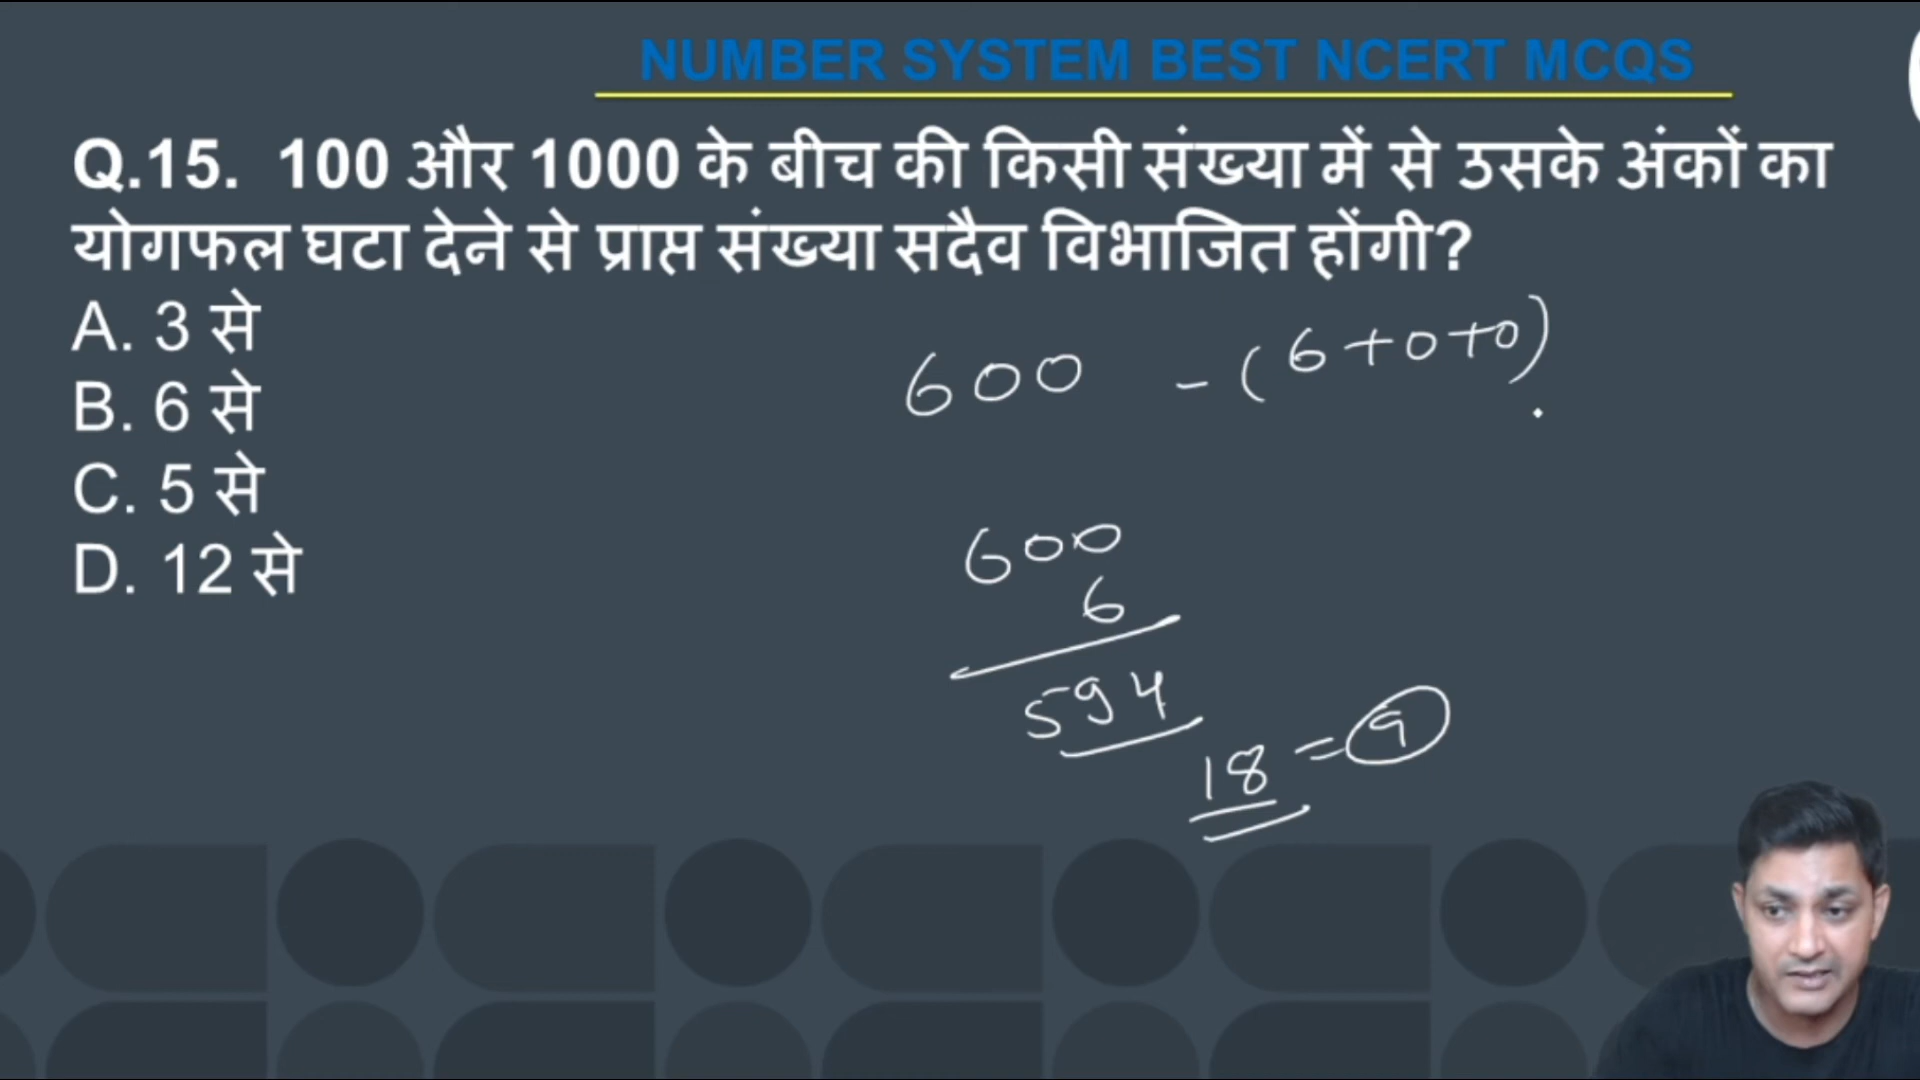 NUMBER SYSTEM BEST NCERT MCQS
Q.15. 100 और 1000 के बीच की किसी संख्या में से उसके अंकों का
योगफल घटा देने से प्राप्त संख्या सदैव विभाजित होंगी?
A. 3 से
B. 6 से
C. 5 से
D. 12 से
600 - (6+0+0)
600
6
594
18 = 9